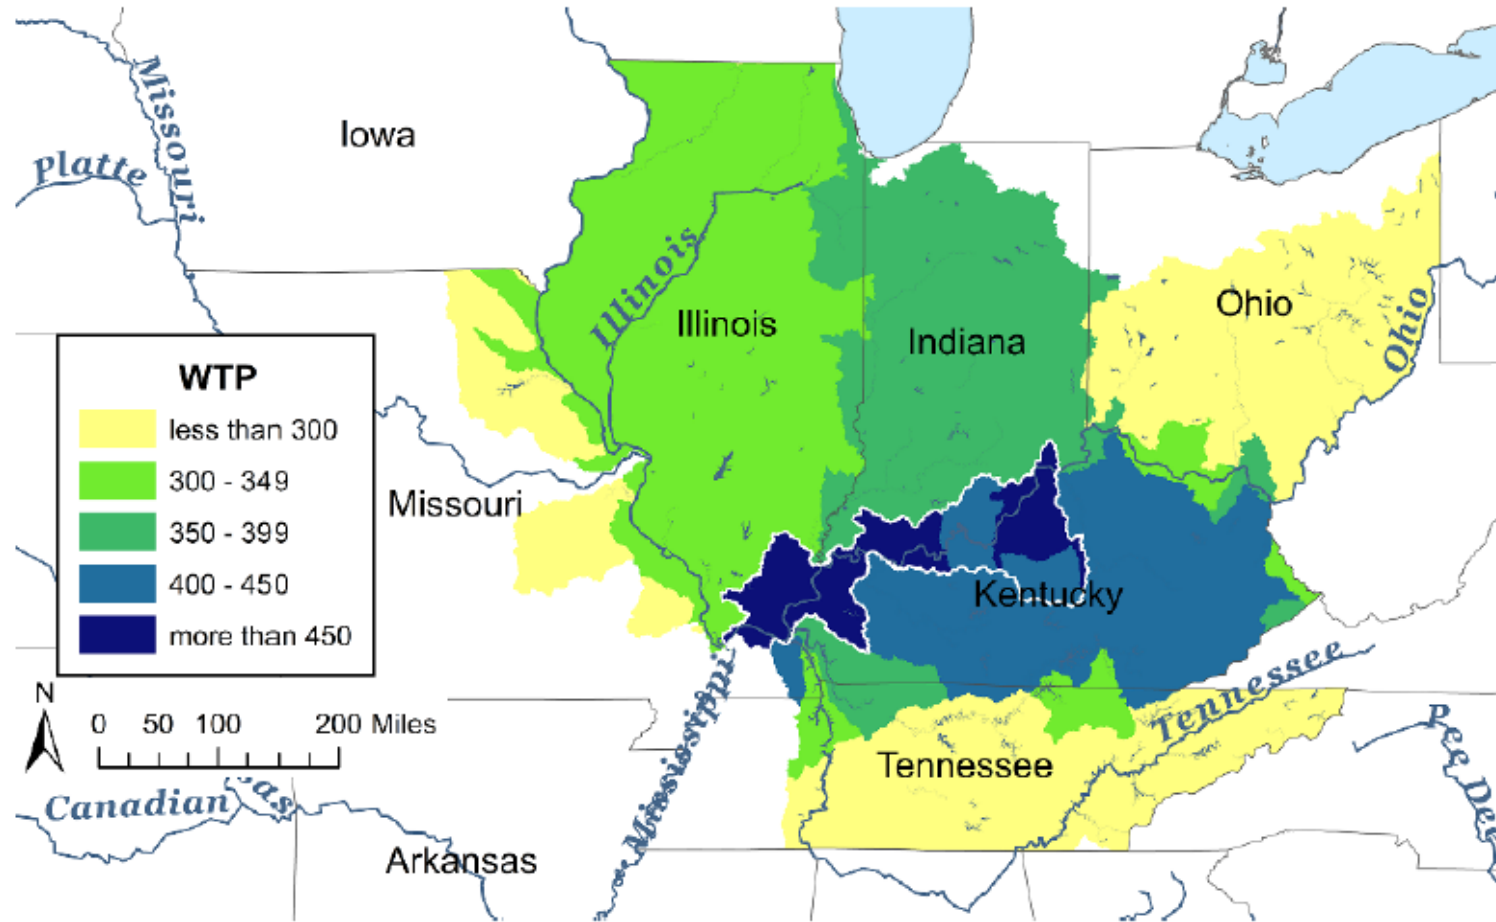 Missouri
Iowa
Platte
Illinois
Illinois
Indiana
Ohio
Ohio
WTP
less than 300
300 - 349
350 - 399
400 - 450
more than 450
Missouri
Kentucky
N
0 50 100 200 Miles
Mississippi
Tennessee
Tennessee
Pee Dee
Canadian
sas
Arkansas